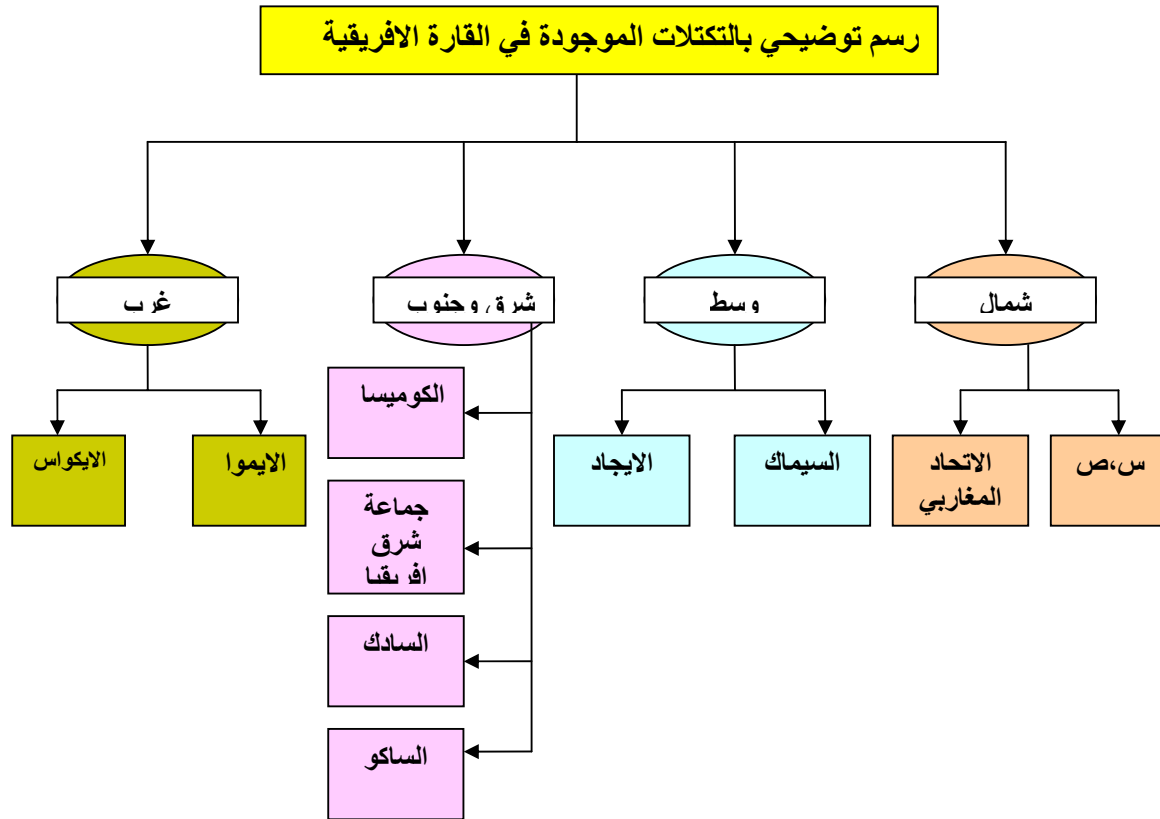 رسم توضيحي بالتكتلات الموجودة في القارة الافريقية
شمال
وسط
شرق وجنوب
غرب
س،ص
الاتحاد
المغاربي
السيماك
الايجاد
الكوميسا
جماعة
شرق
افريقيا
السادك
الساكو
الايموا
الايكواس